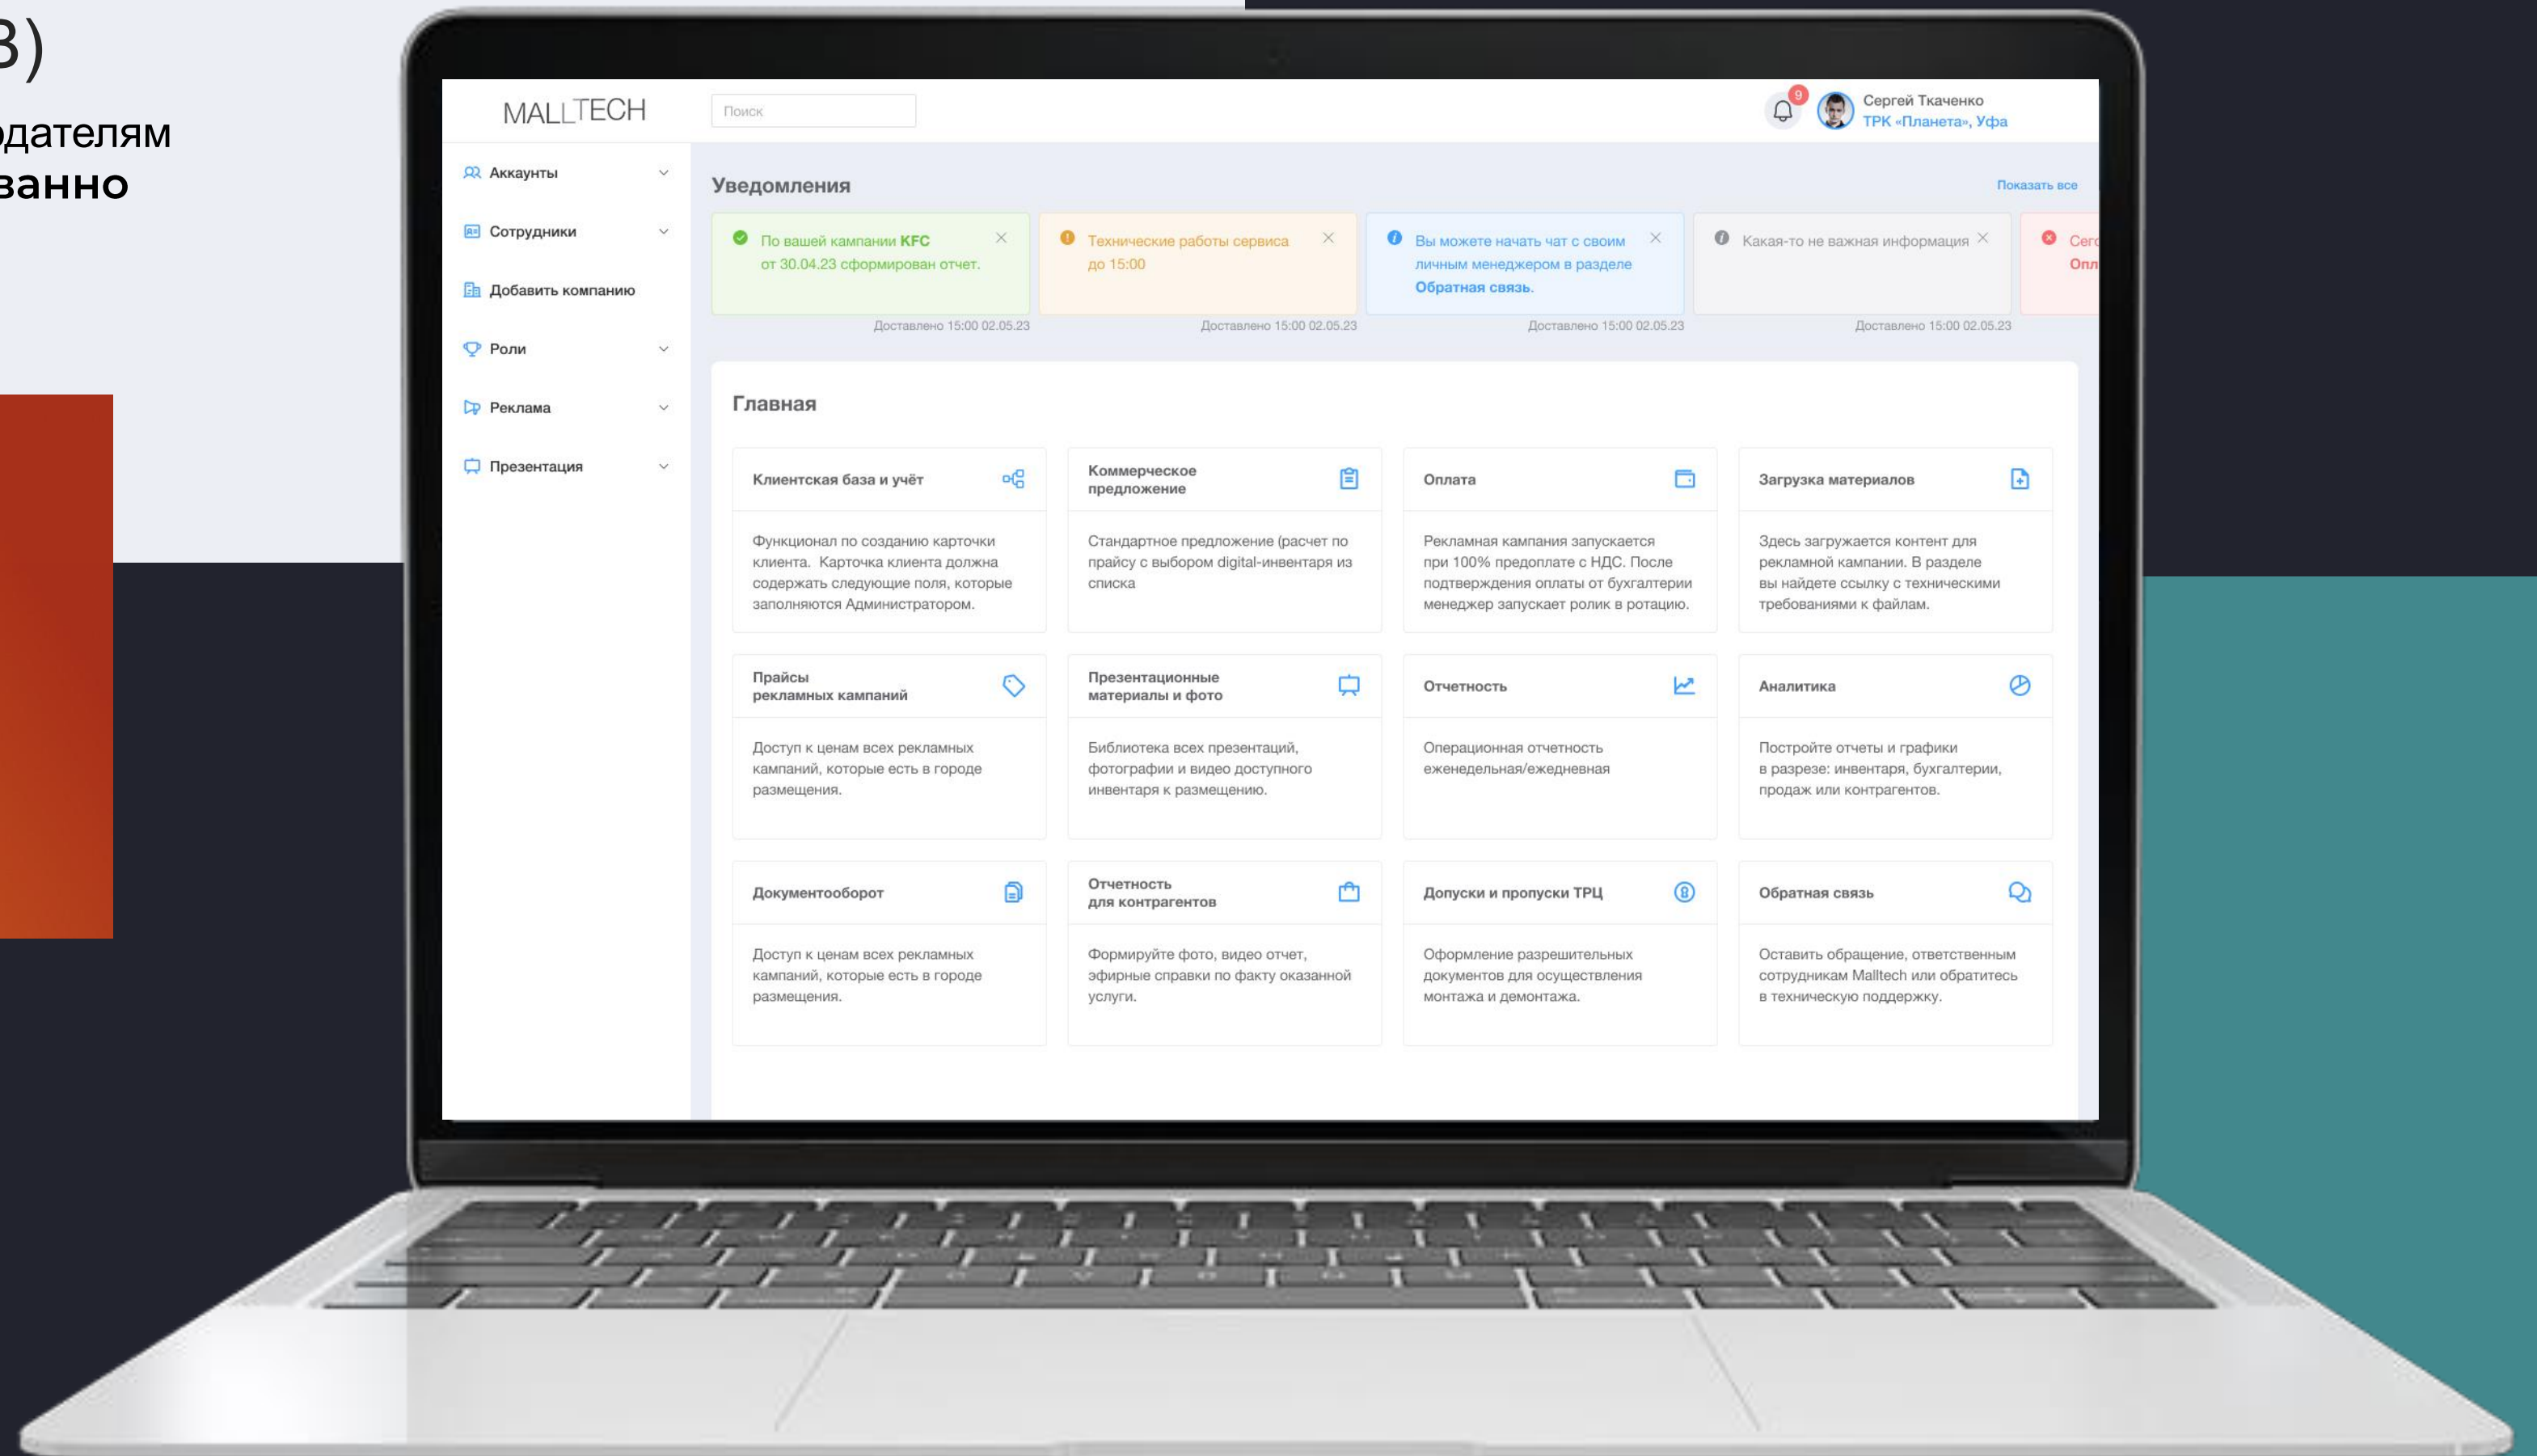 MALLTECH
Поиск
9
Сергей Ткаченко
ТРК «Планета», Уфа
Аккаунты
Сотрудники
Добавить компанию
Роли
Реклама
Презентация
Уведомления
Показать все
По вашей кампании KFC
от 30.04.23 сформирован отчет.
Доставлено 15:00 02.05.23
Технические работы сервиса
до 15:00
Доставлено 15:00 02.05.23
Вы можете начать чат с своим
личным менеджером в разделе
Обратная связь.
Доставлено 15:00 02.05.23
Какая-то не важная информация
Доставлено 15:00 02.05.23
Главная
Клиентская база и учёт
Функционал по созданию карточки
клиента. Карточка клиента должна
содержать следующие поля, которые
заполняются Администратором.
Коммерческое
предложение
Стандартное предложение (расчет по
прайсу с выбором digital-инвентаря из
списка
Оплата
Рекламная кампания запускается
при 100% предоплате с НДС. После
подтверждения оплаты от бухгалтерии
менеджер запускает ролик в ротацию.
Загрузка материалов
Здесь загружается контент для
рекламной кампании. В разделе
вы найдете ссылку с техническими
требованиями к файлам.
Прайсы
рекламных кампаний
Доступ к ценам всех рекламных
кампаний, которые есть в городе
размещения.
Презентационные
материалы и фото
Библиотека всех презентаций,
фотографии и видео доступного
инвентаря к размещению.
Отчетность
Операционная отчетность
еженедельная/ежедневная
Аналитика
Постройте отчеты и графики
в разрезе: инвентаря, бухгалтерии,
продаж или контрагентов.
Документооборот
Доступ к ценам всех рекламных
кампаний, которые есть в городе
размещения.
Отчетность
для контрагентов
Формируйте фото, видео отчет,
эфирные справки по факту оказанной
услуги.
Допуски и пропуски ТРЦ
Оформление разрешительных
документов для осуществления
монтажа и демонтажа.
Обратная связь
Оставить обращение, ответственным
сотрудникам Malltech или обратитесь
в техническую поддержку.